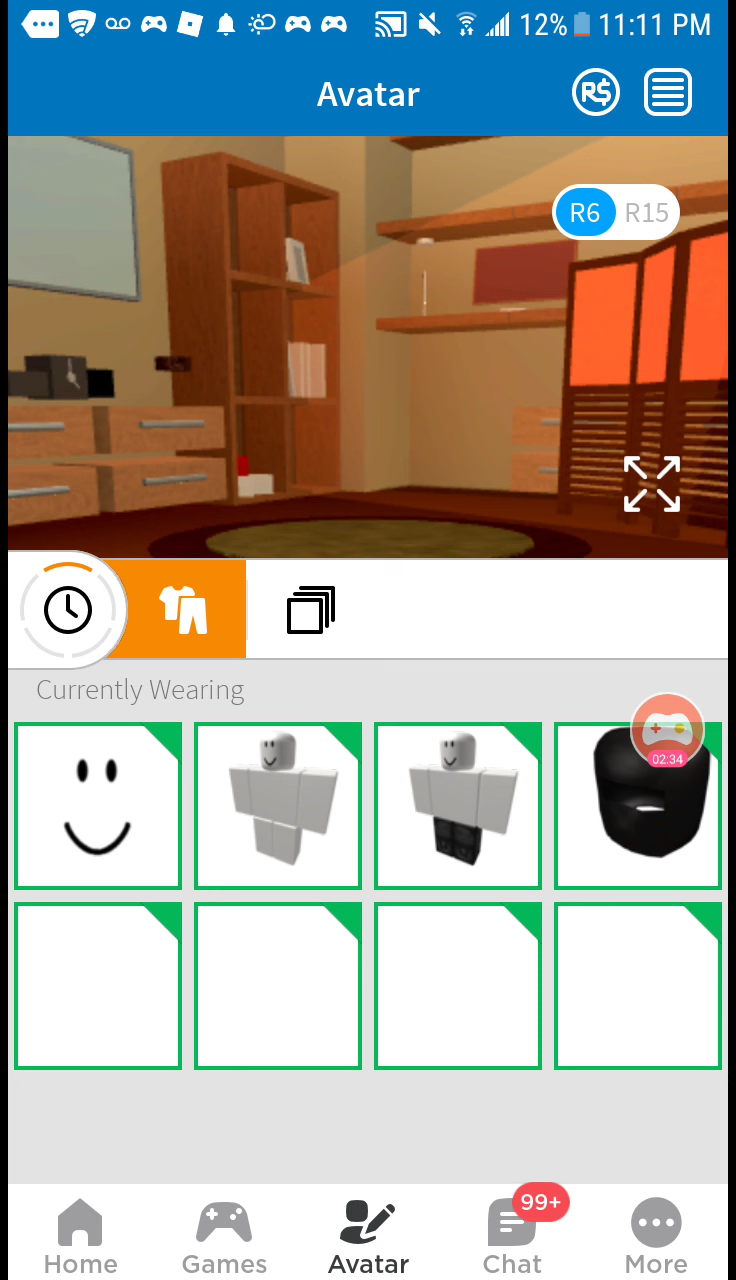 12% 11:11 PM
Avatar R$
R6 R15
Currently Wearing
02:34
99+
Home Games Avatar Chat More